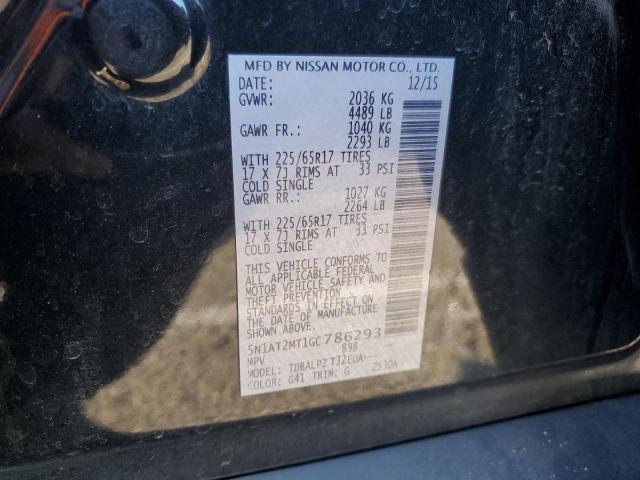 MFD BY NISSAN MOTOR CO., LTD.
DATE: 12/15
GVWR: 2036 KG
4489 LB
GAWR FR.: 1040 KG
2293 LB
WITH 225/65R17 TIRES
17 X 7J RIMS AT 33 PSI
COLD SINGLE
GAWR RR.: 1027 KG
2264 LB
WITH 225/65R17 TIRES
17 X 7J RIMS AT 33 PSI
COLD SINGLE
THIS VEHICLE CONFORMS TO
ALL APPLICABLE FEDERAL
MOTOR VEHICLE SAFETY AND
THEFT PREVENTION
STANDARDS IN EFFECT ON
THE DATE OF MANUFACTURE
SHOWN ABOVE.
5N1AT2MT1GC786293
MPV 898
MODEL: TDBALPZ T32EUA---
COLOR: G41 TRIM: G 2530A